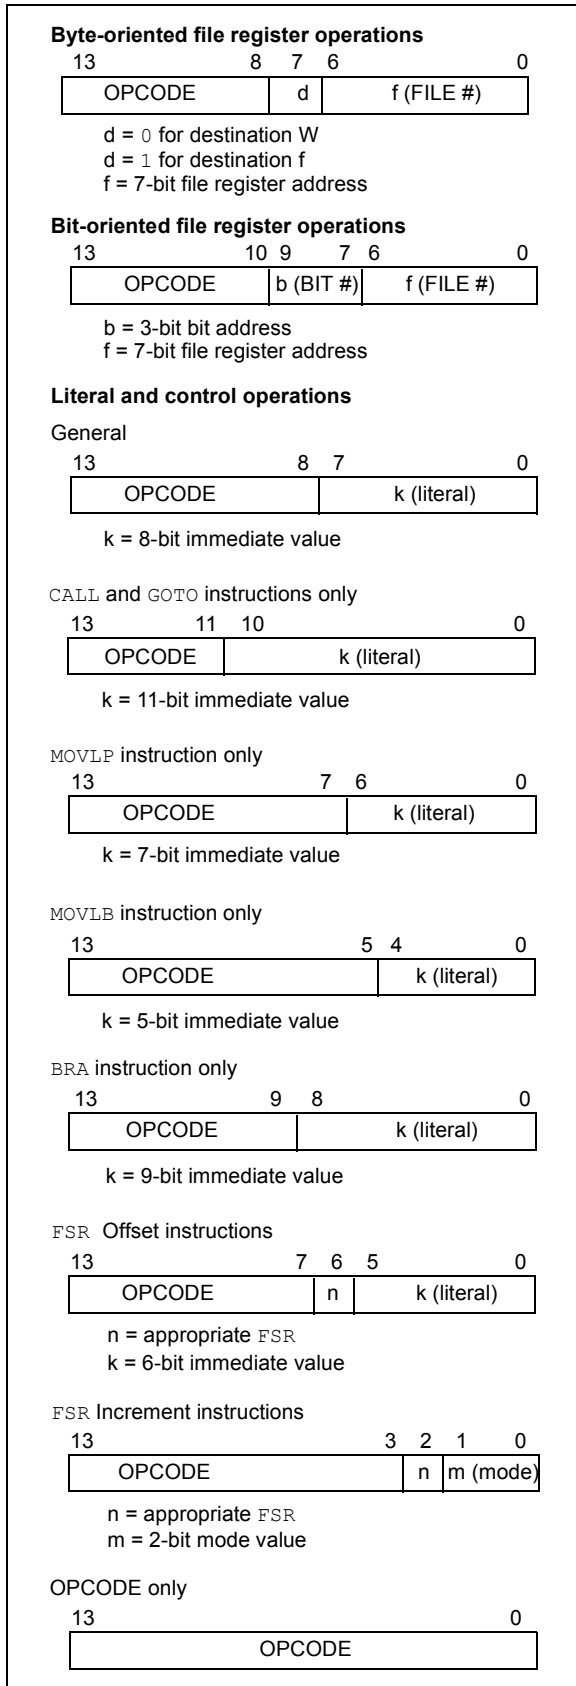 Byte-oriented file register operations
13 8 7 6 0
OPCODE d f (FILE #)
d = 0 for destination W
d = 1 for destination f
f = 7-bit file register address
Bit-oriented file register operations
13 10 9 7 6 0
OPCODE b (BIT #) f (FILE #)
b = 3-bit bit address
f = 7-bit file register address
Literal and control operations
General
13 8 7 0
OPCODE k (literal)
k = 8-bit immediate value
CALL and GOTO instructions only
13 11 10 0
OPCODE k (literal)
k = 11-bit immediate value
MOVLP instruction only
13 7 6 0
OPCODE k (literal)
k = 7-bit immediate value
MOVLB instruction only
13 5 4 0
OPCODE k (literal)
k = 5-bit immediate value
BRA instruction only
13 9 8 0
OPCODE k (literal)
k = 9-bit immediate value
FSR Offset instructions
13 7 6 5 0
OPCODE n k (literal)
n = appropriate FSR
k = 6-bit immediate value
FSR Increment instructions
13 3 2 1 0
OPCODE n m (mode)
n = appropriate FSR
m = 2-bit mode value
OPCODE only
13 0
OPCODE